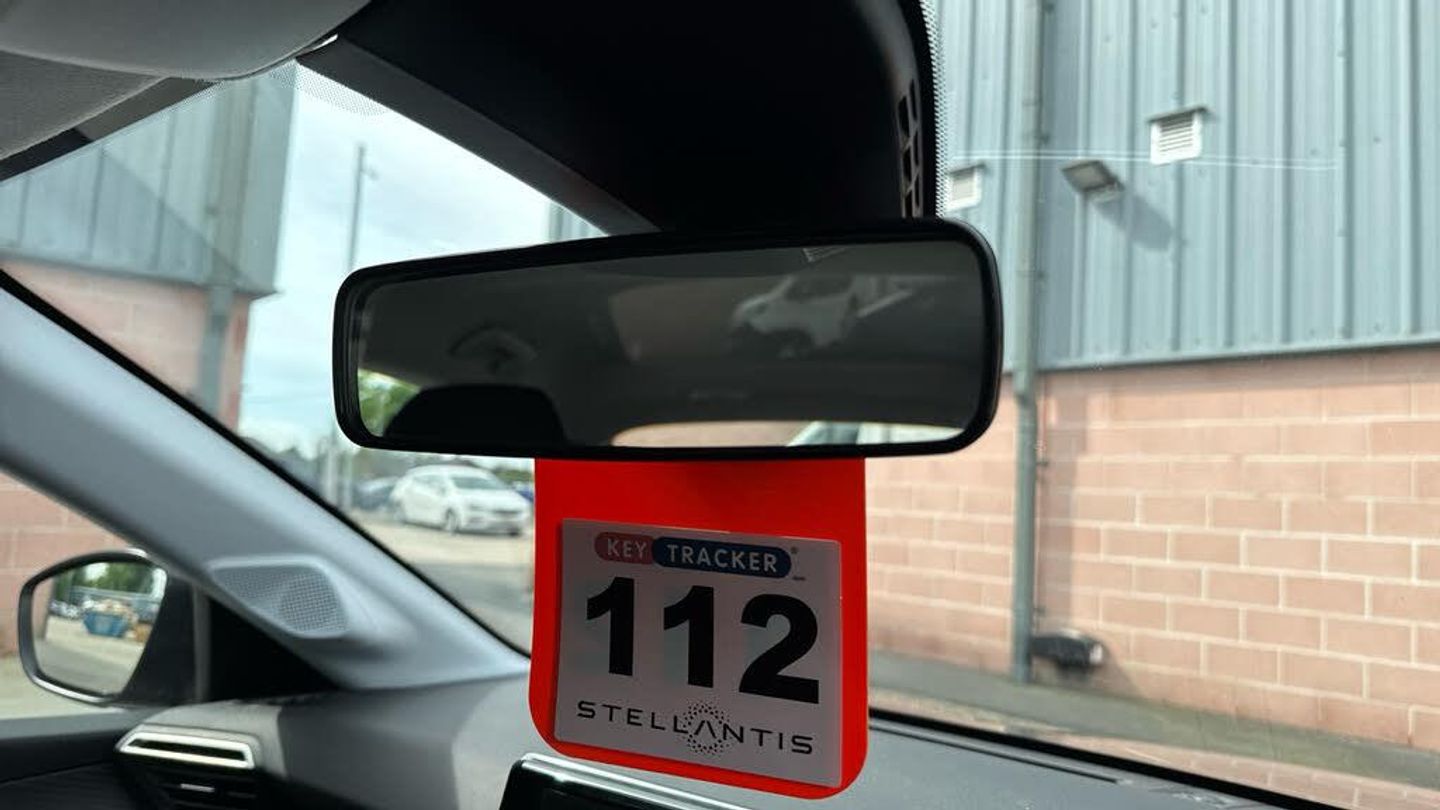 KEY TRACKER®
112
STELLANTIS